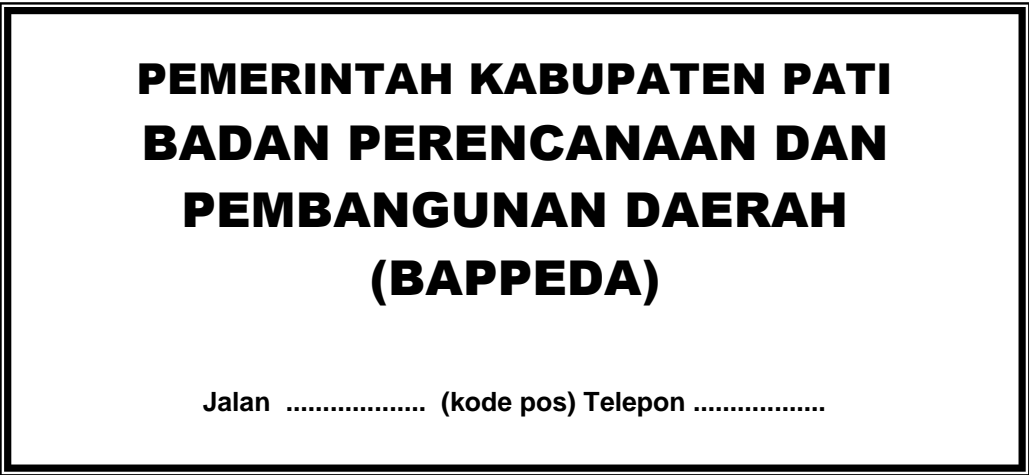 PEMERINTAH KABUPATEN PATI
BADAN PERENCANAAN DAN
PEMBANGUNAN DAERAH
(BAPPEDA)
Jalan ................... (kode pos) Telepon ..................